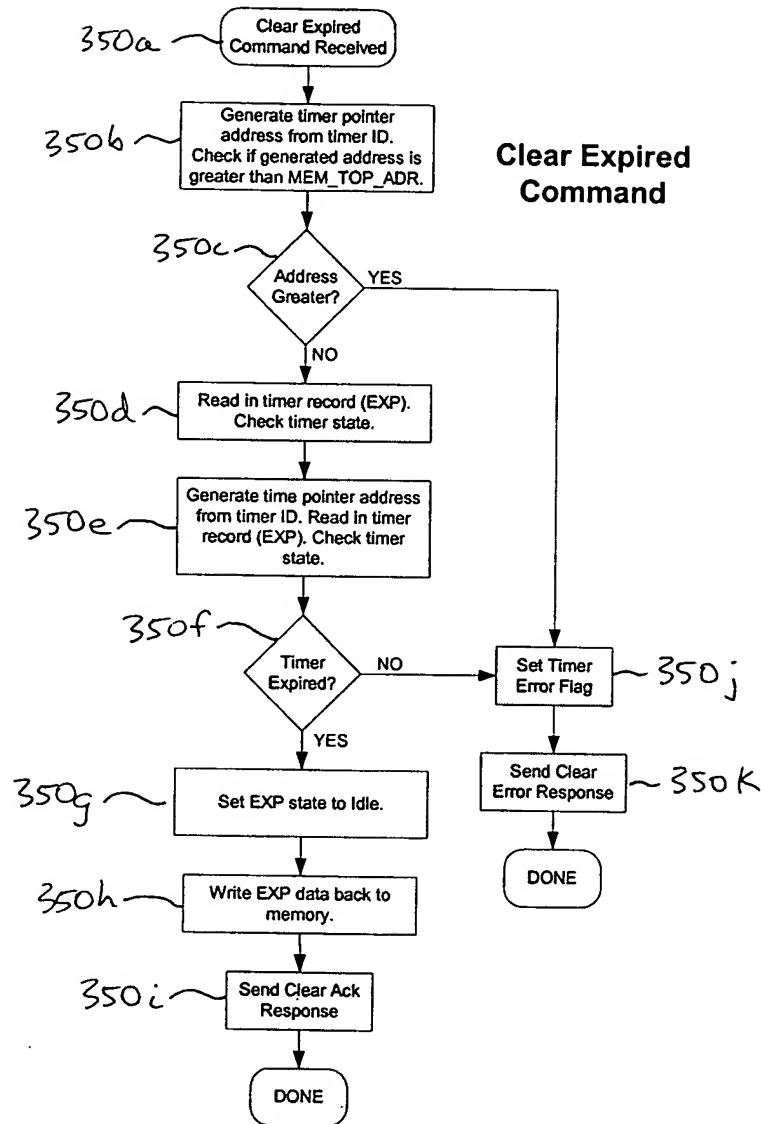 350a
Clear Expired
Command Received
350b
Generate timer pointer
address from timer ID.
Check if generated address is
greater than MEM_TOP_ADR.
Clear Expired
Command
350c
Address
Greater?
YES
NO
350d
Read in timer record (EXP).
Check timer state.
350e
Generate time pointer address
from timer ID. Read in timer
record (EXP). Check timer
state.
350f
Timer
Expired?
NO
YES
Set Timer
Error Flag
350j
350g
Set EXP state to Idle.
Send Clear
Error Response
350K
350h
Write EXP data back to
memory.
DONE
350i
Send Clear Ack
Response
DONE